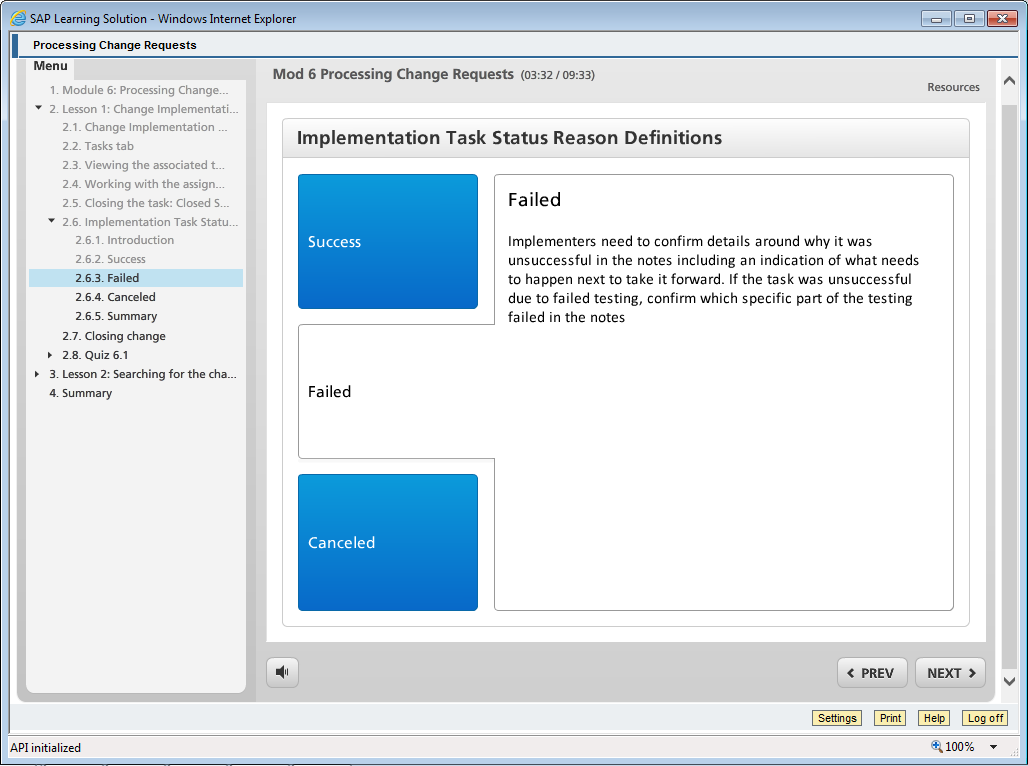 SAP Learning Solution - Windows Internet Explorer
Processing Change Requests
Menu
1. Module 6: Processing Change...
2. Lesson 1: Change Implementati...
2.1. Change Implementation ...
2.2. Tasks tab
2.3. Viewing the associated t...
2.4. Working with the assign...
2.5. Closing the task: Closed S...
2.6. Implementation Task Statu...
2.6.1. Introduction
2.6.2. Success
2.6.3. Failed
2.6.4. Canceled
2.6.5. Summary
2.7. Closing change
2.8. Quiz 6.1
3. Lesson 2: Searching for the cha...
4. Summary
Mod 6 Processing Change Requests (03:32 / 09:33)
Resources
Implementation Task Status Reason Definitions
Success
Failed
Canceled
Failed
Implementers need to confirm details around why it was
unsuccessful in the notes including an indication of what needs
to happen next to take it forward. If the task was unsuccessful
due to failed testing, confirm which specific part of the testing
failed in the notes
PREV
NEXT
Settings
Print
Help
Log off
API initialized
100%